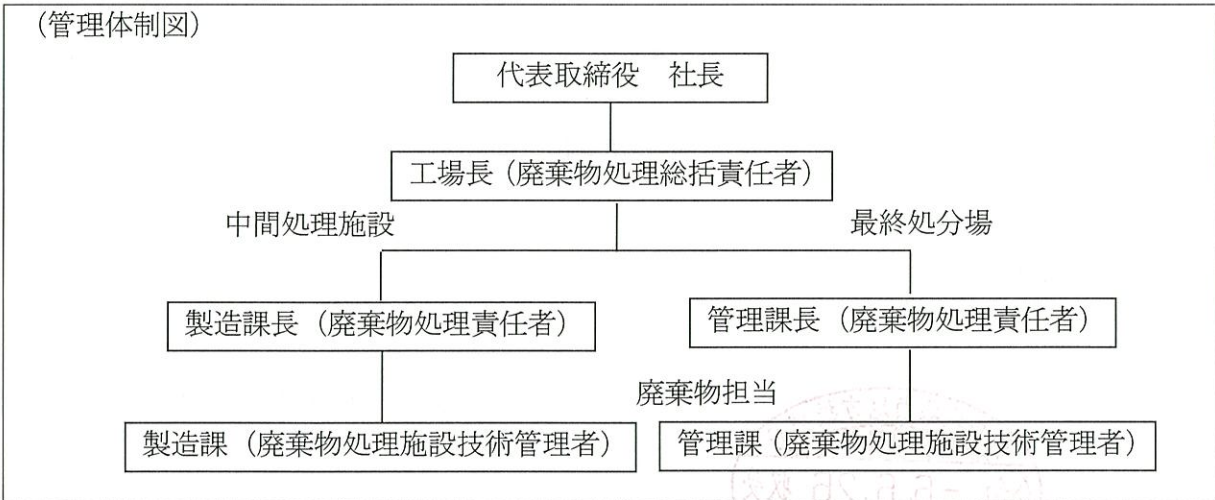 （管理体制図）
代表取締役　社長
工場長（廃棄物処理総括責任者）
中間処理施設
最終処分場
製造課長（廃棄物処理責任者）
管理課長（廃棄物処理責任者）
廃棄物担当
製造課（廃棄物処理施設技術管理者）
管理課（廃棄物処理施設技術管理者）